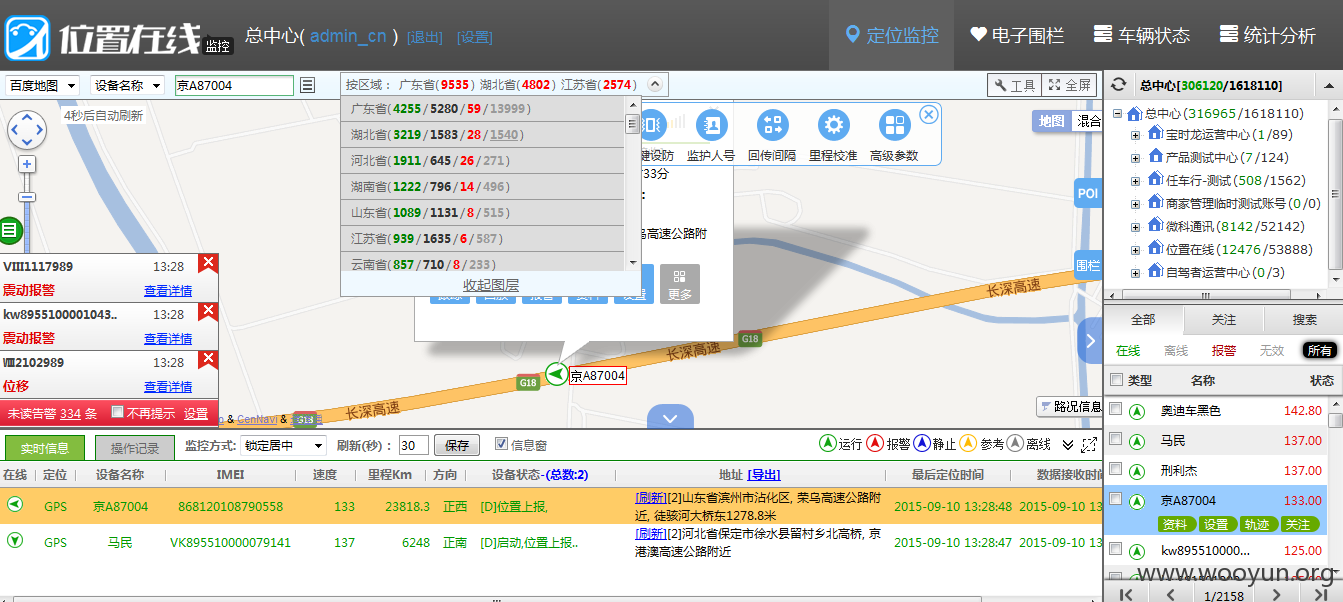 位置在线 监控 总中心( admin_cn ) [退出] [设置]
定位监控 电子围栏 车辆状态 统计分析
百度地图 设备名称 京A87004
按区域： 广东省(9535) 湖北省(4802) 江苏省(2574)
工具 全屏
总中心[306120/1618110]
4秒后自动刷新
广东省(4255/5280/59/13999)
湖北省(3219/1583/28/1540)
河北省(1911/645/26/271)
湖南省(1222/796/14/496)
山东省(1089/1131/8/515)
江苏省(939/1635/6/587)
云南省(857/710/8/233)
收起图层
键设防 监护人号 回传间隔 里程校准 高级参数
33分
高速公路附
更多
地图 混合
POI
围栏
总中心(316965/1618110)
宝时龙运营中心(1/89)
产品测试中心(7/124)
任车行-测试(508/1562)
商家管理临时测试账号(0/0)
微科通讯(8142/52142)
位置在线(12476/53888)
自驾者运营中心(0/3)
VIII1117989 13:28
震动报警 查看详情
kw8955100001043.. 13:28
震动报警 查看详情
Ⅷ2102989 13:28
位移 查看详情
未读告警 334 条 不再提示 设置
& CenNavi &
长深高速
G18
长深高速
G18
长深高速
京A87004
路况信息
全部 关注 搜索
在线 离线 报警 无效 所有
类型 名称 状态
奥迪车黑色 142.80
马民 137.00
刑利杰 137.00
京A87004 133.00
资料 设置 轨迹 关注
kw895510000... 125.00
1/2158
实时信息 操作记录 监控方式: 锁定居中 刷新(秒)： 30 保存 信息窗
运行 报警 静止 参考 离线
在线 定位 设备名称 IMEI 速度 里程Km 方向 设备状态-(总数:2) 地址 [导出] 最后定位时间 数据接收时间
GPS 京A87004 868120108790558 133 23818.3 正西 [D]位置上报, [刷新][2]山东省滨州市沾化区, 荣乌高速公路附近, 徒骇河大桥东1278.8米 2015-09-10 13:28:48 2015-09-10 13
GPS 马民 VK895510000079141 137 6248 正南 [D]启动,位置上报.. [刷新][2]河北省保定市徐水县留村乡北高桥, 京港澳高速公路附近 2015-09-10 13:28:47 2015-09-10 13
www.wooyun.org